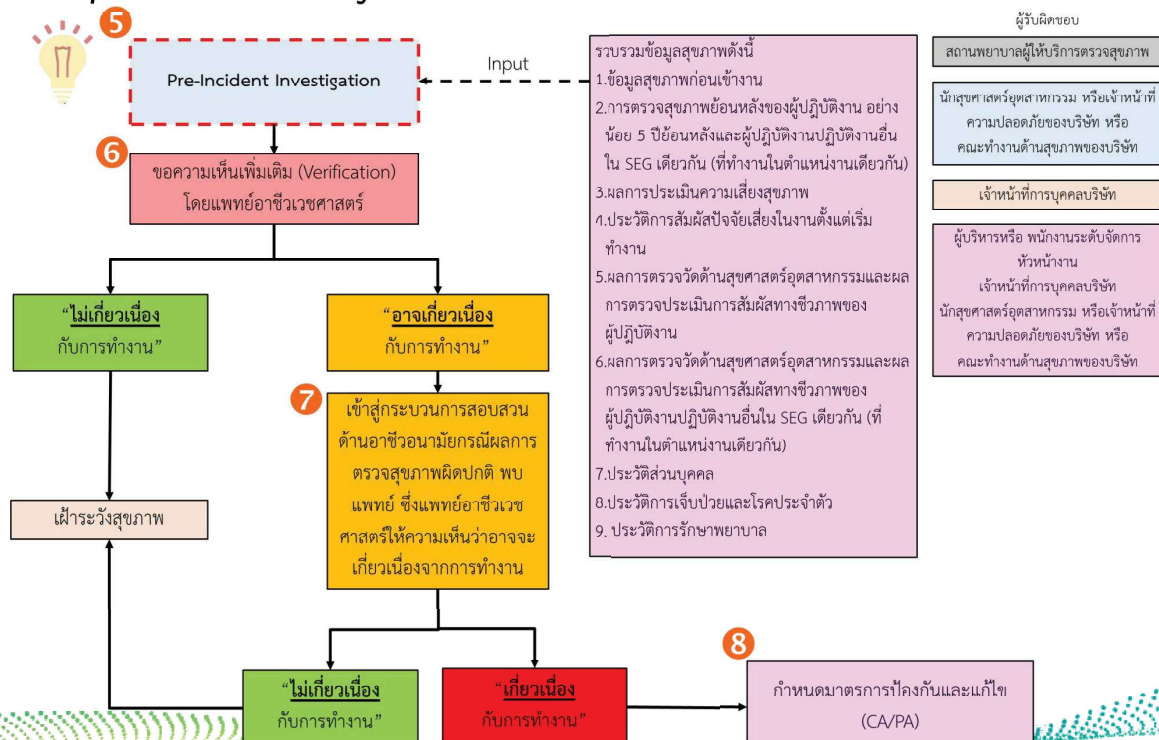 5
Pre-Incident Investigation
Input
6
ขอความเห็นเพิ่มเติม (Verification)
โดยแพทย์อาชีวเวชศาสตร์
“ไม่เกี่ยวเนื่อง
กับการทำงาน”
“อาจเกี่ยวเนื่อง
กับการทำงาน”
7
เข้าสู่กระบวนการสอบสวน
ด้านอาชีวอนามัยกรณีผลการ
ตรวจสุขภาพผิดปกติ พบ
แพทย์ ซึ่งแพทย์อาชีวเวช
ศาสตร์ให้ความเห็นว่าอาจจะ
เกี่ยวเนื่องจากการทำงาน
เฝ้าระวังสุขภาพ
“ไม่เกี่ยวเนื่อง
กับการทำงาน”
“เกี่ยวเนื่อง
กับการทำงาน”
8
กำหนดมาตรการป้องกันและแก้ไข
(CA/PA)
รวบรวมข้อมูลสุขภาพดังนี้
1.ข้อมูลสุขภาพก่อนเข้างาน
2.การตรวจสุขภาพย้อนหลังของผู้ปฏิบัติงาน อย่าง
น้อย 5 ปีย้อนหลังและผู้ปฏิบัติงานปฏิบัติงานอื่น
ใน SEG เดียวกัน (ที่ทำงานในตำแหน่งงานเดียวกัน)
3.ผลการประเมินความเสี่ยงสุขภาพ
4.ประวัติการสัมผัสปัจจัยเสี่ยงในงานตั้งแต่เริ่ม
ทำงาน
5.ผลการตรวจวัดด้านสุขศาสตร์อุตสาหกรรมและผล
การตรวจประเมินการสัมผัสทางชีวภาพของ
ผู้ปฏิบัติงาน
6.ผลการตรวจวัดด้านสุขศาสตร์อุตสาหกรรมและผล
การตรวจประเมินการสัมผัสทางชีวภาพของ
ผู้ปฏิบัติงานปฏิบัติงานอื่นใน SEG เดียวกัน (ที่
ทำงานในตำแหน่งงานเดียวกัน)
7.ประวัติส่วนบุคคล
8.ประวัติการเจ็บป่วยและโรคประจำตัว
9. ประวัติการรักษาพยาบาล
ผู้รับผิดชอบ
สถานพยาบาลผู้ให้บริการตรวจสุขภาพ
นักสุขศาสตร์อุตสาหกรรม หรือเจ้าหน้าที่
ความปลอดภัยของบริษัท หรือ
คณะทำงานด้านสุขภาพของบริษัท
เจ้าหน้าที่การบุคคลบริษัท
ผู้บริหารหรือ พนักงานระดับจัดการ
หัวหน้างาน
เจ้าหน้าที่การบุคคลบริษัท
นักสุขศาสตร์อุตสาหกรรม หรือเจ้าหน้าที่
ความปลอดภัยของบริษัท หรือ
คณะทำงานด้านสุขภาพของบริษัท